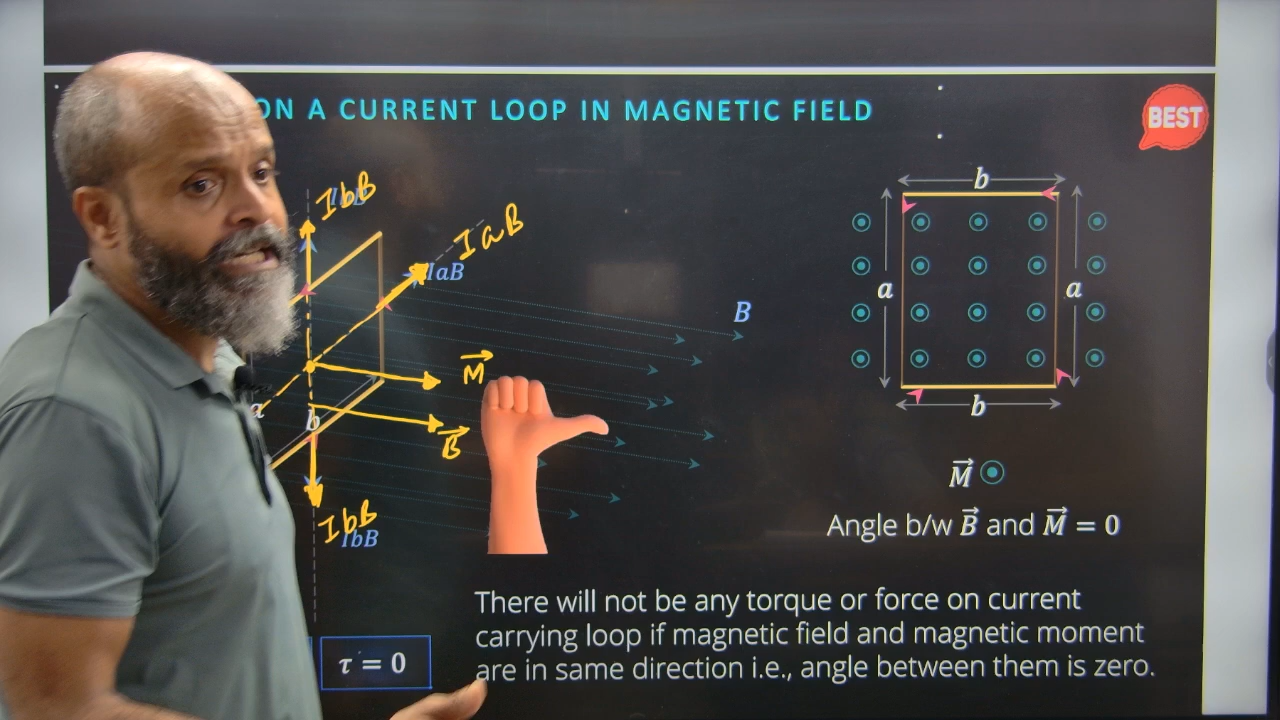 ON A CURRENT LOOP IN MAGNETIC FIELD
BEST
IbB
IbB
IaB
IaB
B
M⃗
B⃗
a
b
IbB
IbB
τ = 0
b
a
a
b
M⃗
Angle b/w B⃗ and M⃗ = 0
There will not be any torque or force on current
carrying loop if magnetic field and magnetic moment
are in same direction i.e., angle between them is zero.